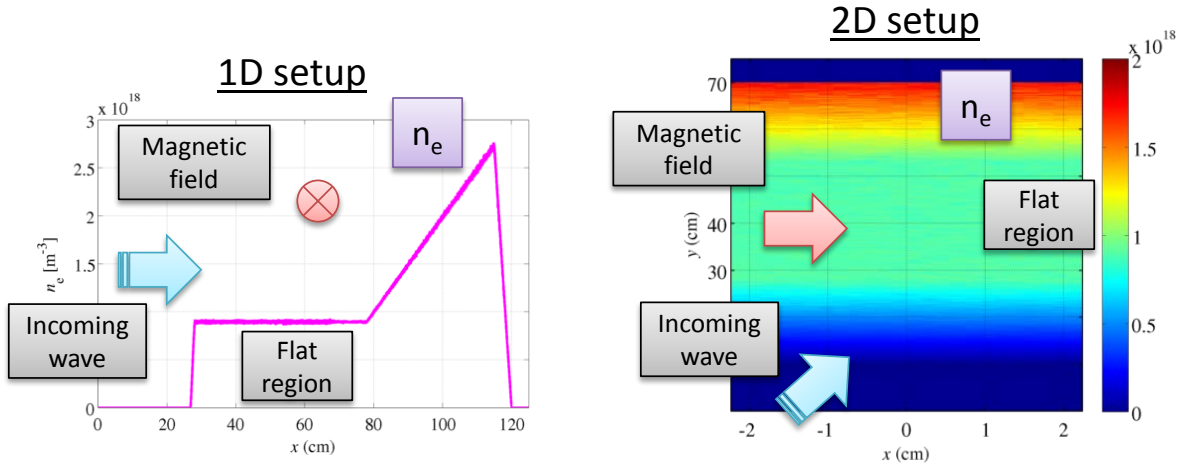 1D setup
x 10^18
3
2.5
2
1.5
1
0
n_e [m^-3]
0
20
40
60
80
100
120
x (cm)
Magnetic
field
n_e
Incoming
wave
Flat
region
2D setup
70
40
30
y (cm)
-2
-1
0
1
2
x (cm)
Magnetic
field
n_e
Flat
region
Incoming
wave
x 10^18
2
1.5
1
0.5
0